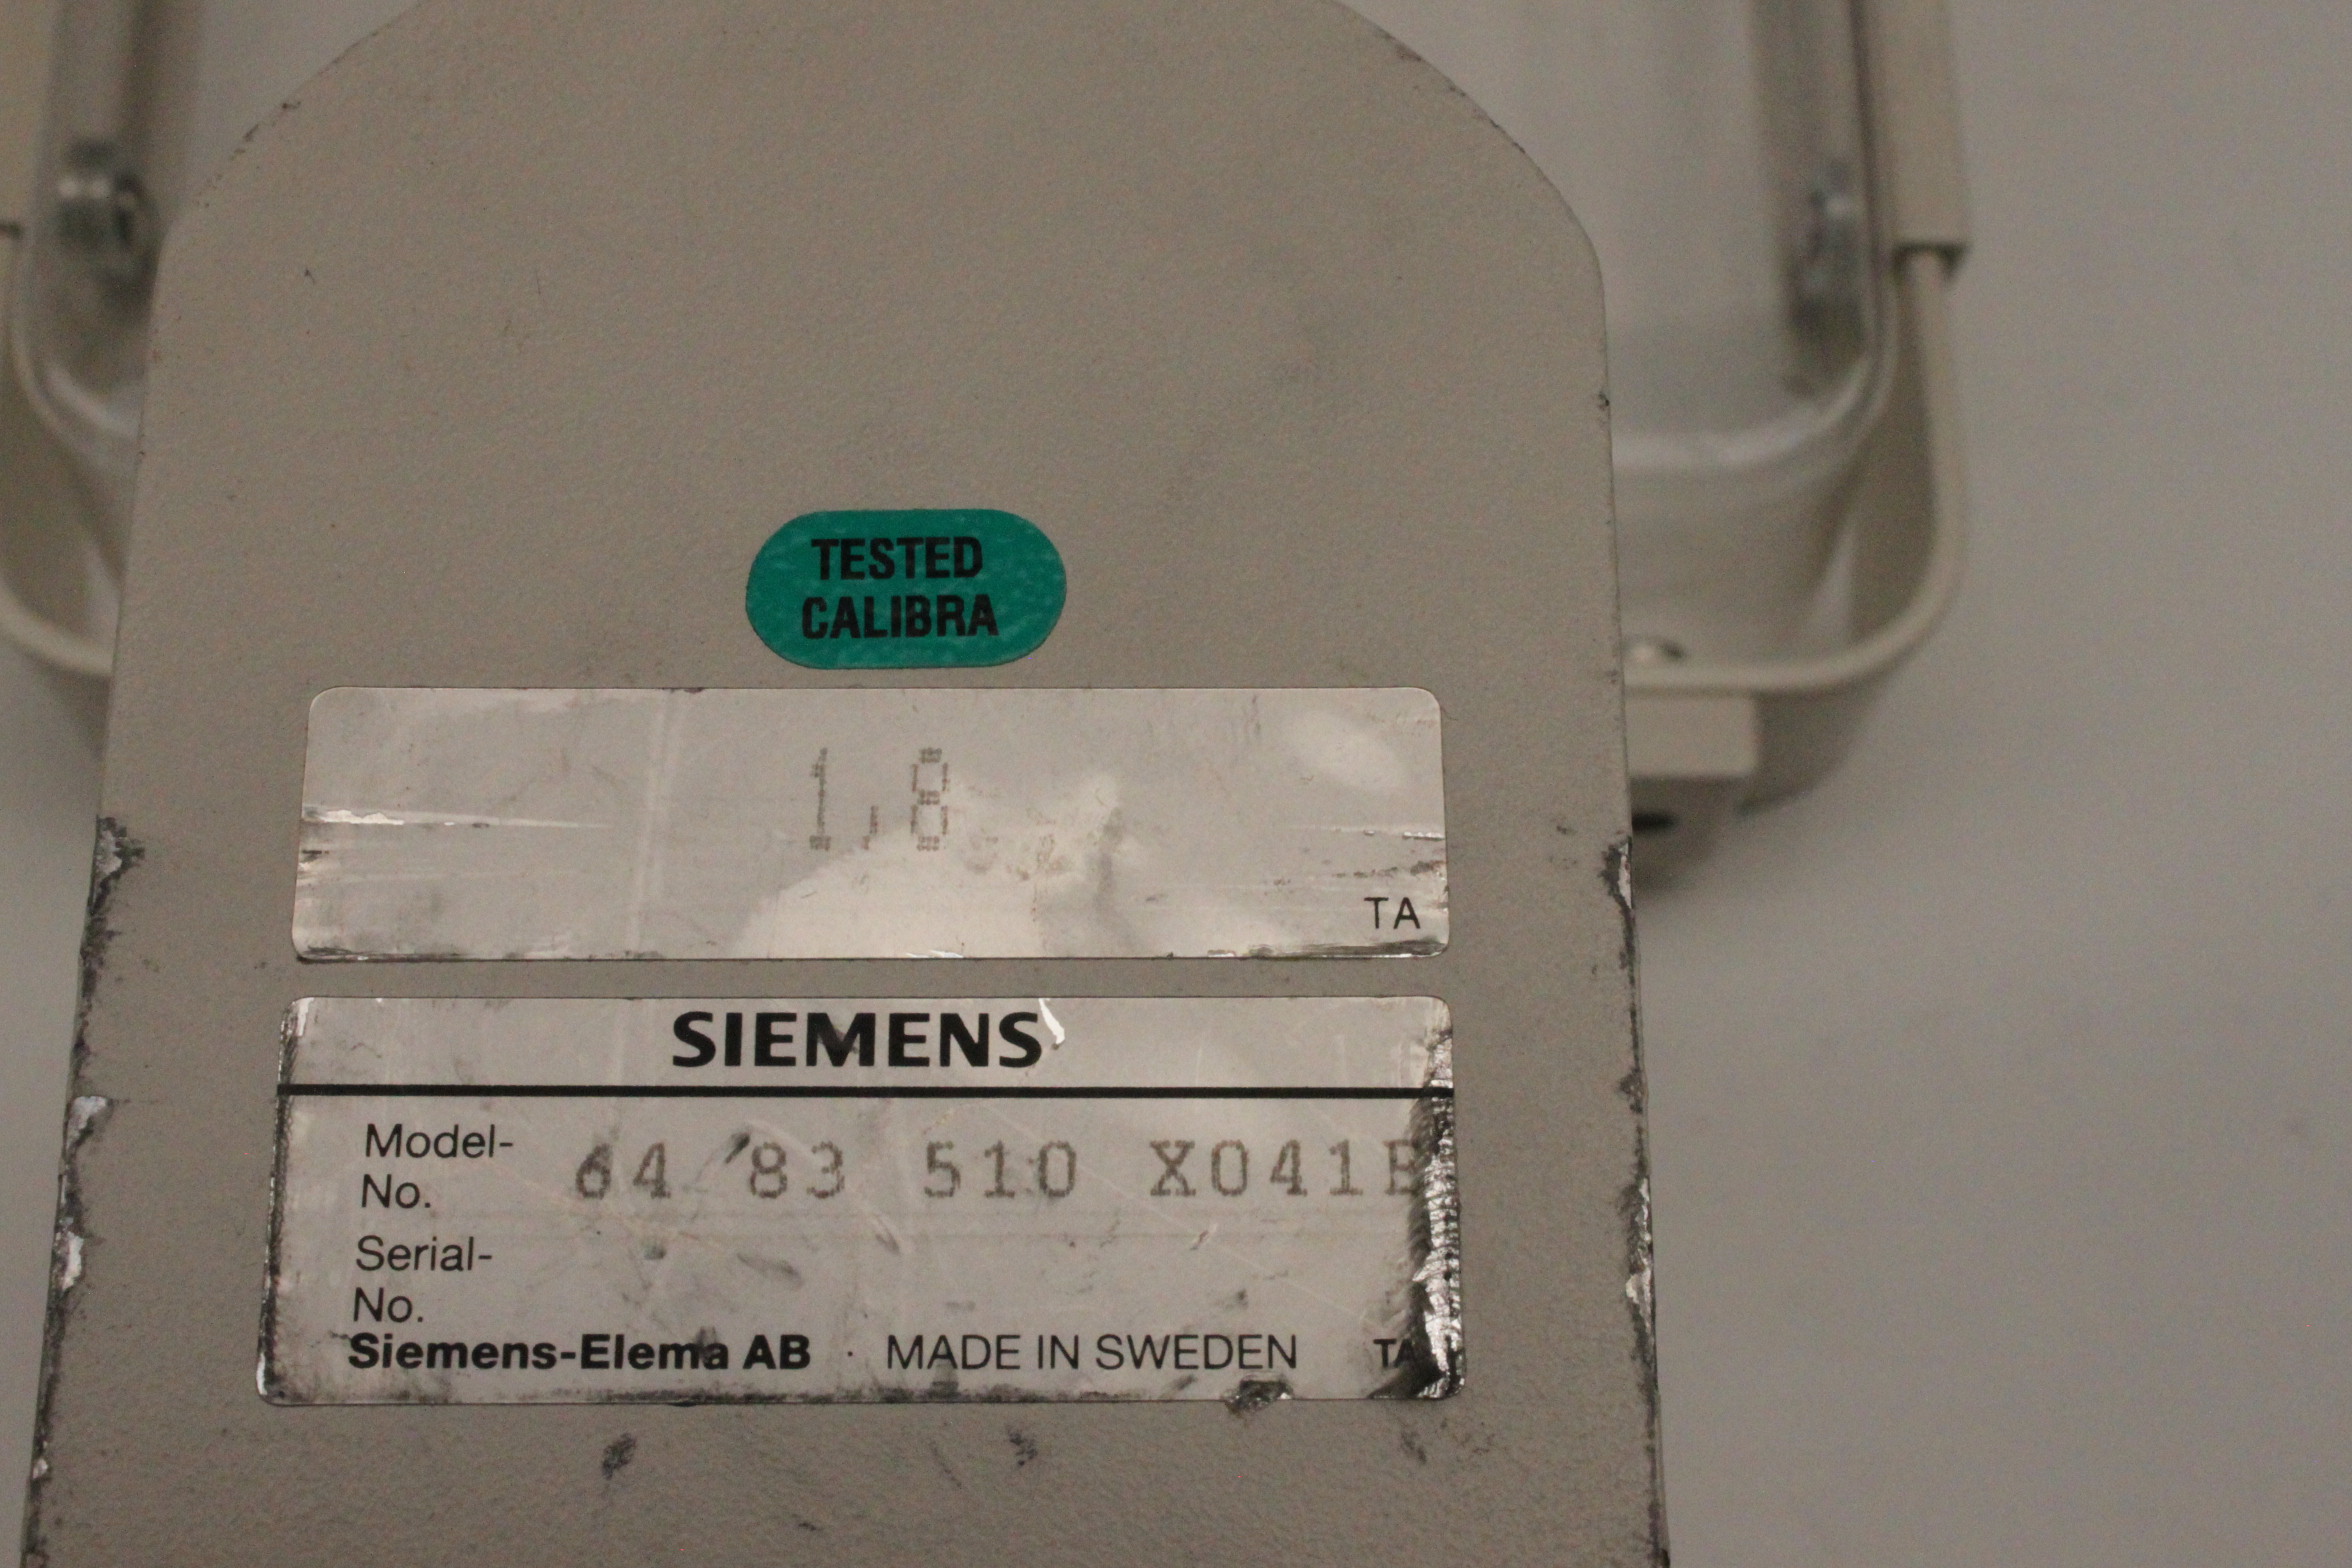 TESTED
CALIBRA
1,8
TA
SIEMENS
Model-
No. 64 83 510 X041E
Serial-
No.
Siemens-Elema AB · MADE IN SWEDEN TA